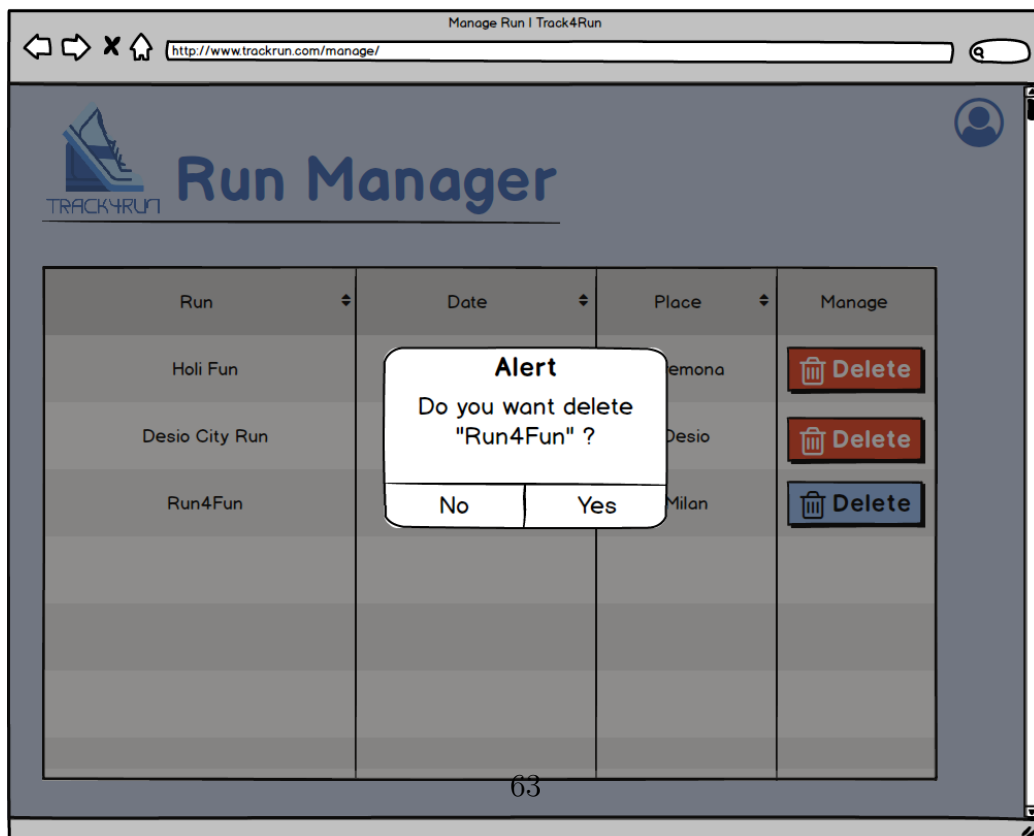 Manage Run | Track4Run
http://www.trackrun.com/manage/
TRACK4RUN
Run Manager
Run Date Place Manage
Holi Fun emona Delete
Desio City Run Desio Delete
Run4Fun Milan Delete
Alert
Do you want delete
"Run4Fun" ?
No Yes
63